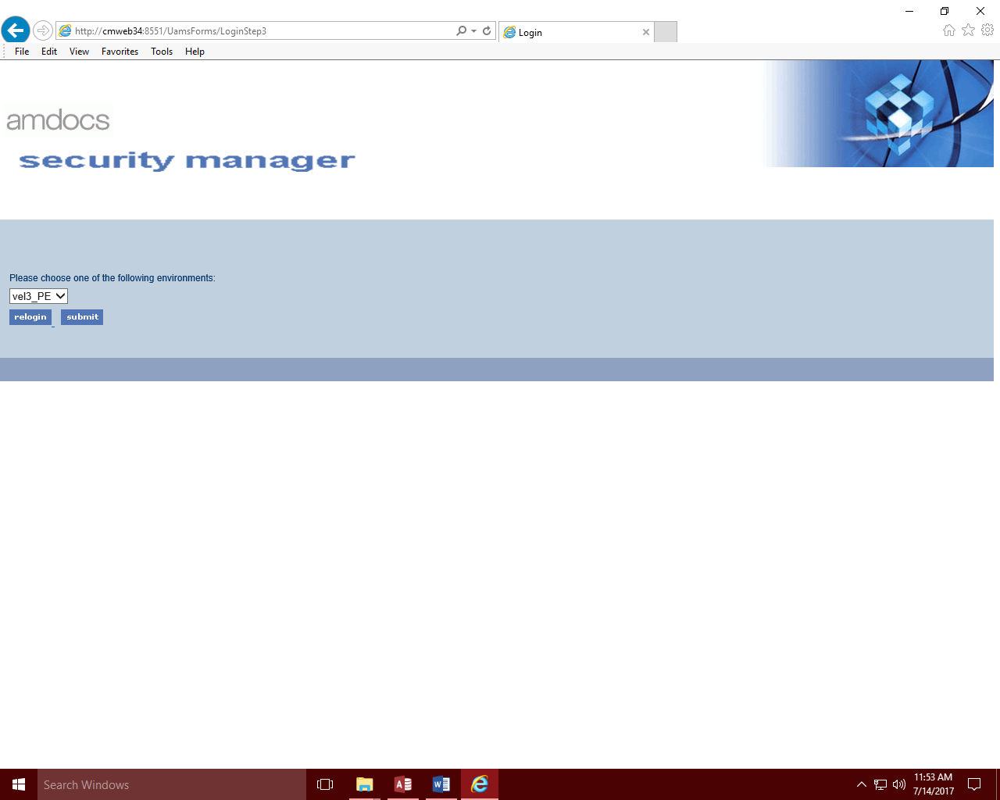 http://cmweb34:8551/UamsForms/LoginStep3
Login
File Edit View Favorites Tools Help
amdocs
security manager
Please choose one of the following environments:
vel3_PE
relogin submit
Search Windows
11:53 AM
7/14/2017